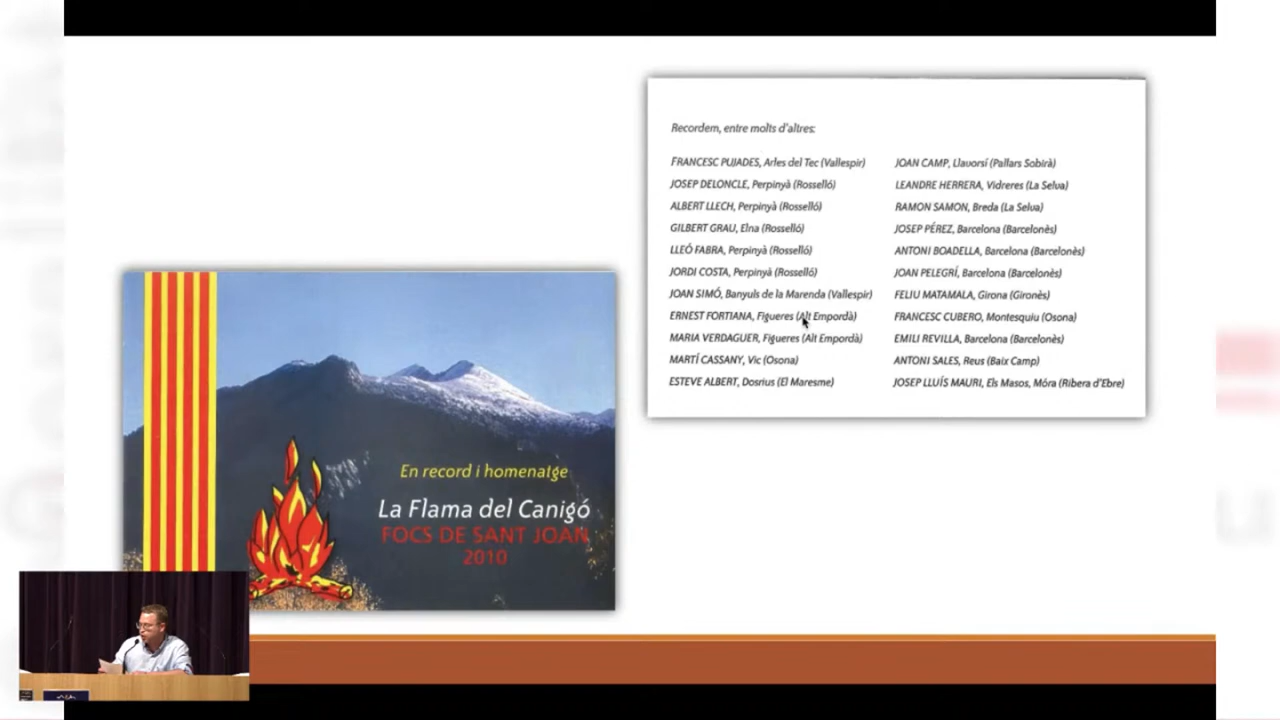 Recordem, entre molts d'altres:
FRANCESC PUJADES, Arles del Tec (Vallespir)
JOSEP DELONCLE, Perpinyà (Rosselló)
ALBERT LLECH, Perpinyà (Rosselló)
GILBERT GRAU, Elna (Rosselló)
LLEÓ FABRA, Perpinyà (Rosselló)
JORDI COSTA, Perpinyà (Rosselló)
JOAN SIMÓ, Banyuls de la Marenda (Vallespir)
ERNEST FORTIANA, Figueres (Alt Empordà)
MARIA VERDAGUER, Figueres (Alt Empordà)
MARTÍ CASSANY, Vic (Osona)
ESTEVE ALBERT, Dosrius (El Maresme)
JOAN CAMP, Llavorsí (Pallars Sobirà)
LEANDRE HERRERA, Vidreres (La Selva)
RAMON SAMON, Breda (La Selva)
JOSEP PÉREZ, Barcelona (Barcelonès)
ANTONI BOADELLA, Barcelona (Barcelonès)
JOAN PELEGRÍ, Barcelona (Barcelonès)
FELIU MATAMALA, Girona (Gironès)
FRANCESC CUBERO, Montesquiu (Osona)
EMILI REVILLA, Barcelona (Barcelonès)
ANTONI SALES, Reus (Baix Camp)
JOSEP LLUÍS MAURI, Els Masos, Móra (Ribera d'Ebre)
En record i homenatge
La Flama del Canigó
FOCS DE SANT JOAN
2010